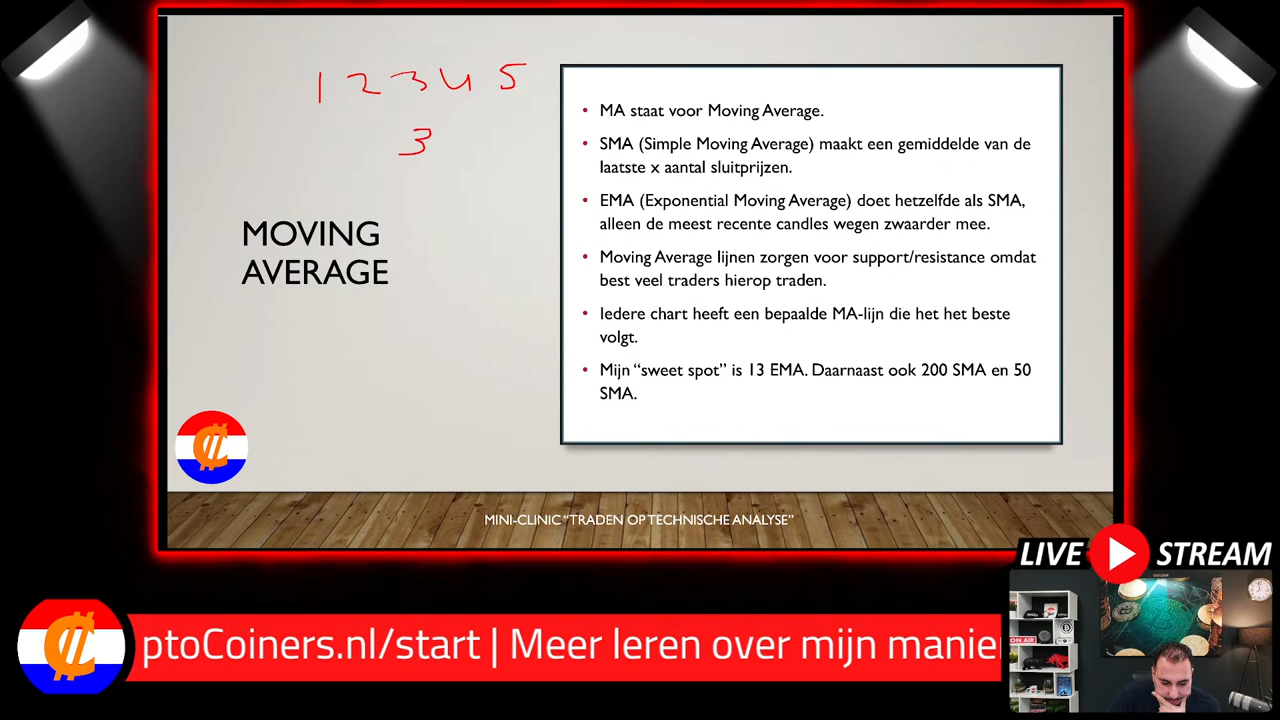 1 2 3 4 5
3
MOVING
AVERAGE
• MA staat voor Moving Average.
• SMA (Simple Moving Average) maakt een gemiddelde van de
laatste x aantal sluitprijzen.
• EMA (Exponential Moving Average) doet hetzelfde als SMA,
alleen de meest recente candles wegen zwaarder mee.
• Moving Average lijnen zorgen voor support/resistance omdat
best veel traders hierop traden.
• Iedere chart heeft een bepaalde MA-lijn die het het beste
volgt.
• Mijn “sweet spot” is 13 EMA. Daarnaast ook 200 SMA en 50
SMA.
MINI-CLINIC “TRADEN OP TECHNISCHE ANALYSE”
LIVE STREAM
ptoCoiners.nl/start | Meer leren over mijn manier
ON AIR